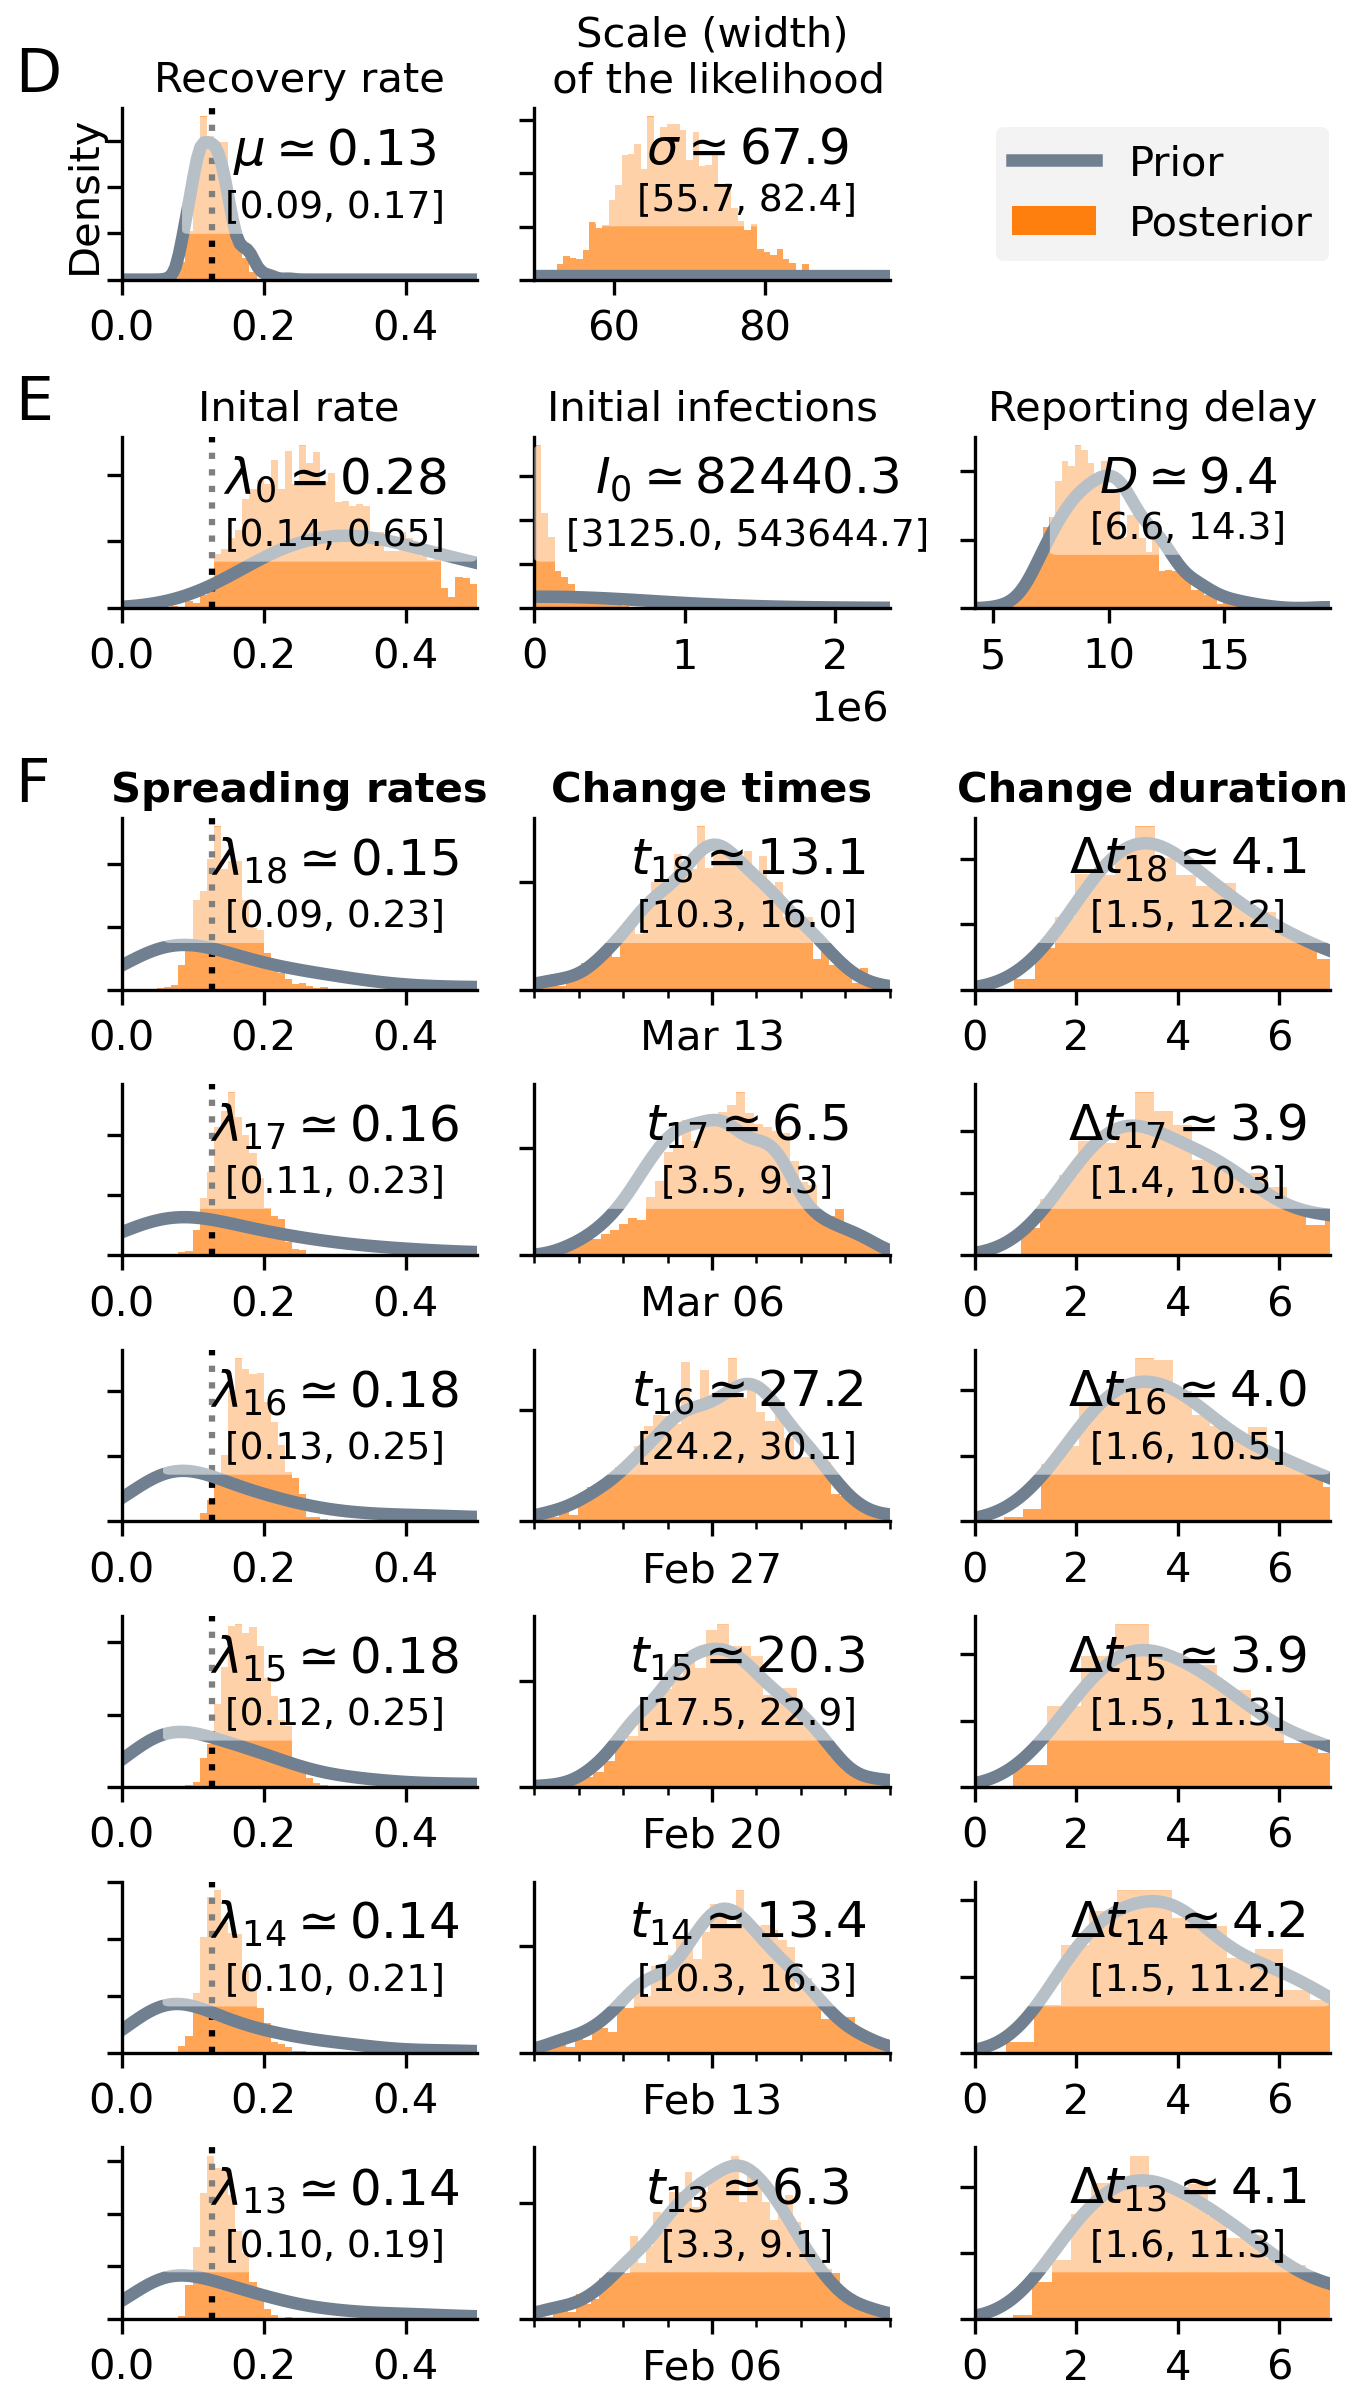 D
Recovery rate
Scale (width)
of the likelihood
Density
μ ≃ 0.13
[0.09, 0.17]
σ ≃ 67.9
[55.7, 82.4]
Prior
Posterior
0.0 0.2 0.4
60 80
E
Inital rate
Initial infections
Reporting delay
λ₀ ≃ 0.28
[0.14, 0.65]
I₀ ≃ 82440.3
[3125.0, 543644.7]
D ≃ 9.4
[6.6, 14.3]
0.0 0.2 0.4
0 1 2
1e6
5 10 15
F
Spreading rates
Change times
Change duration
λ₁₈ ≃ 0.15
[0.09, 0.23]
t₁₈ ≃ 13.1
[10.3, 16.0]
Δt₁₈ ≃ 4.1
[1.5, 12.2]
0.0 0.2 0.4
Mar 13
0 2 4 6
λ₁₇ ≃ 0.16
[0.11, 0.23]
t₁₇ ≃ 6.5
[3.5, 9.3]
Δt₁₇ ≃ 3.9
[1.4, 10.3]
0.0 0.2 0.4
Mar 06
0 2 4 6
λ₁₆ ≃ 0.18
[0.13, 0.25]
t₁₆ ≃ 27.2
[24.2, 30.1]
Δt₁₆ ≃ 4.0
[1.6, 10.5]
0.0 0.2 0.4
Feb 27
0 2 4 6
λ₁₅ ≃ 0.18
[0.12, 0.25]
t₁₅ ≃ 20.3
[17.5, 22.9]
Δt₁₅ ≃ 3.9
[1.5, 11.3]
0.0 0.2 0.4
Feb 20
0 2 4 6
λ₁₄ ≃ 0.14
[0.10, 0.21]
t₁₄ ≃ 13.4
[10.3, 16.3]
Δt₁₄ ≃ 4.2
[1.5, 11.2]
0.0 0.2 0.4
Feb 13
0 2 4 6
λ₁₃ ≃ 0.14
[0.10, 0.19]
t₁₃ ≃ 6.3
[3.3, 9.1]
Δt₁₃ ≃ 4.1
[1.6, 11.3]
0.0 0.2 0.4
Feb 06
0 2 4 6